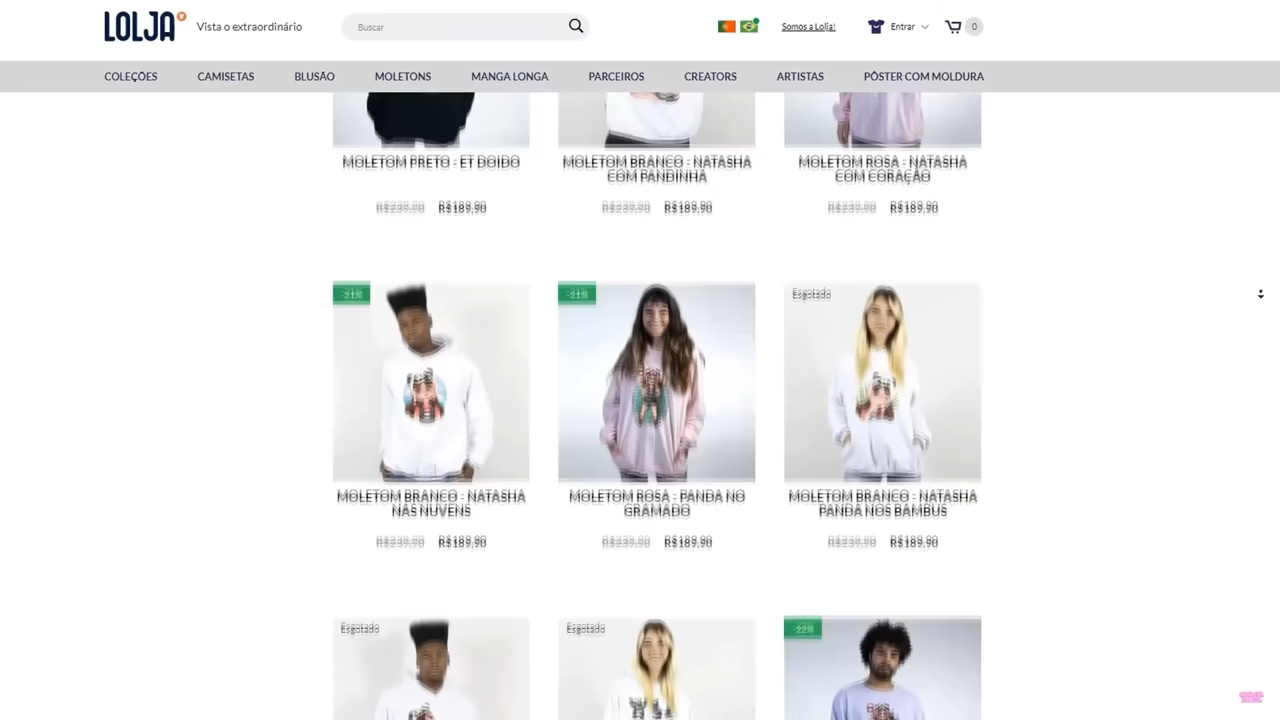 LOLJA
Vista o extraordinário
Buscar
Somos a Lolja!
Entrar
0
COLEÇÕES
CAMISETAS
BLUSÃO
MOLETONS
MANGA LONGA
PARCEIROS
CREATORS
ARTISTAS
PÔSTER COM MOLDURA
MOLETOM PRETO - ET DOIDO
R$239,90 R$189,90
MOLETOM BRANCO - NATASHA
COM PANDINHA
R$239,90 R$189,90
MOLETOM ROSA - NATASHA
COM CORAÇÃO
R$239,90 R$189,90
-21%
MOLETOM BRANCO - NATASHA
NAS NUVENS
R$239,90 R$189,90
-21%
MOLETOM ROSA - PANDA NO
GRAMADO
R$239,90 R$189,90
Esgotado
MOLETOM BRANCO - NATASHA
PANDA NOS BAMBUS
R$239,90 R$189,90
Esgotado
Esgotado
-22%